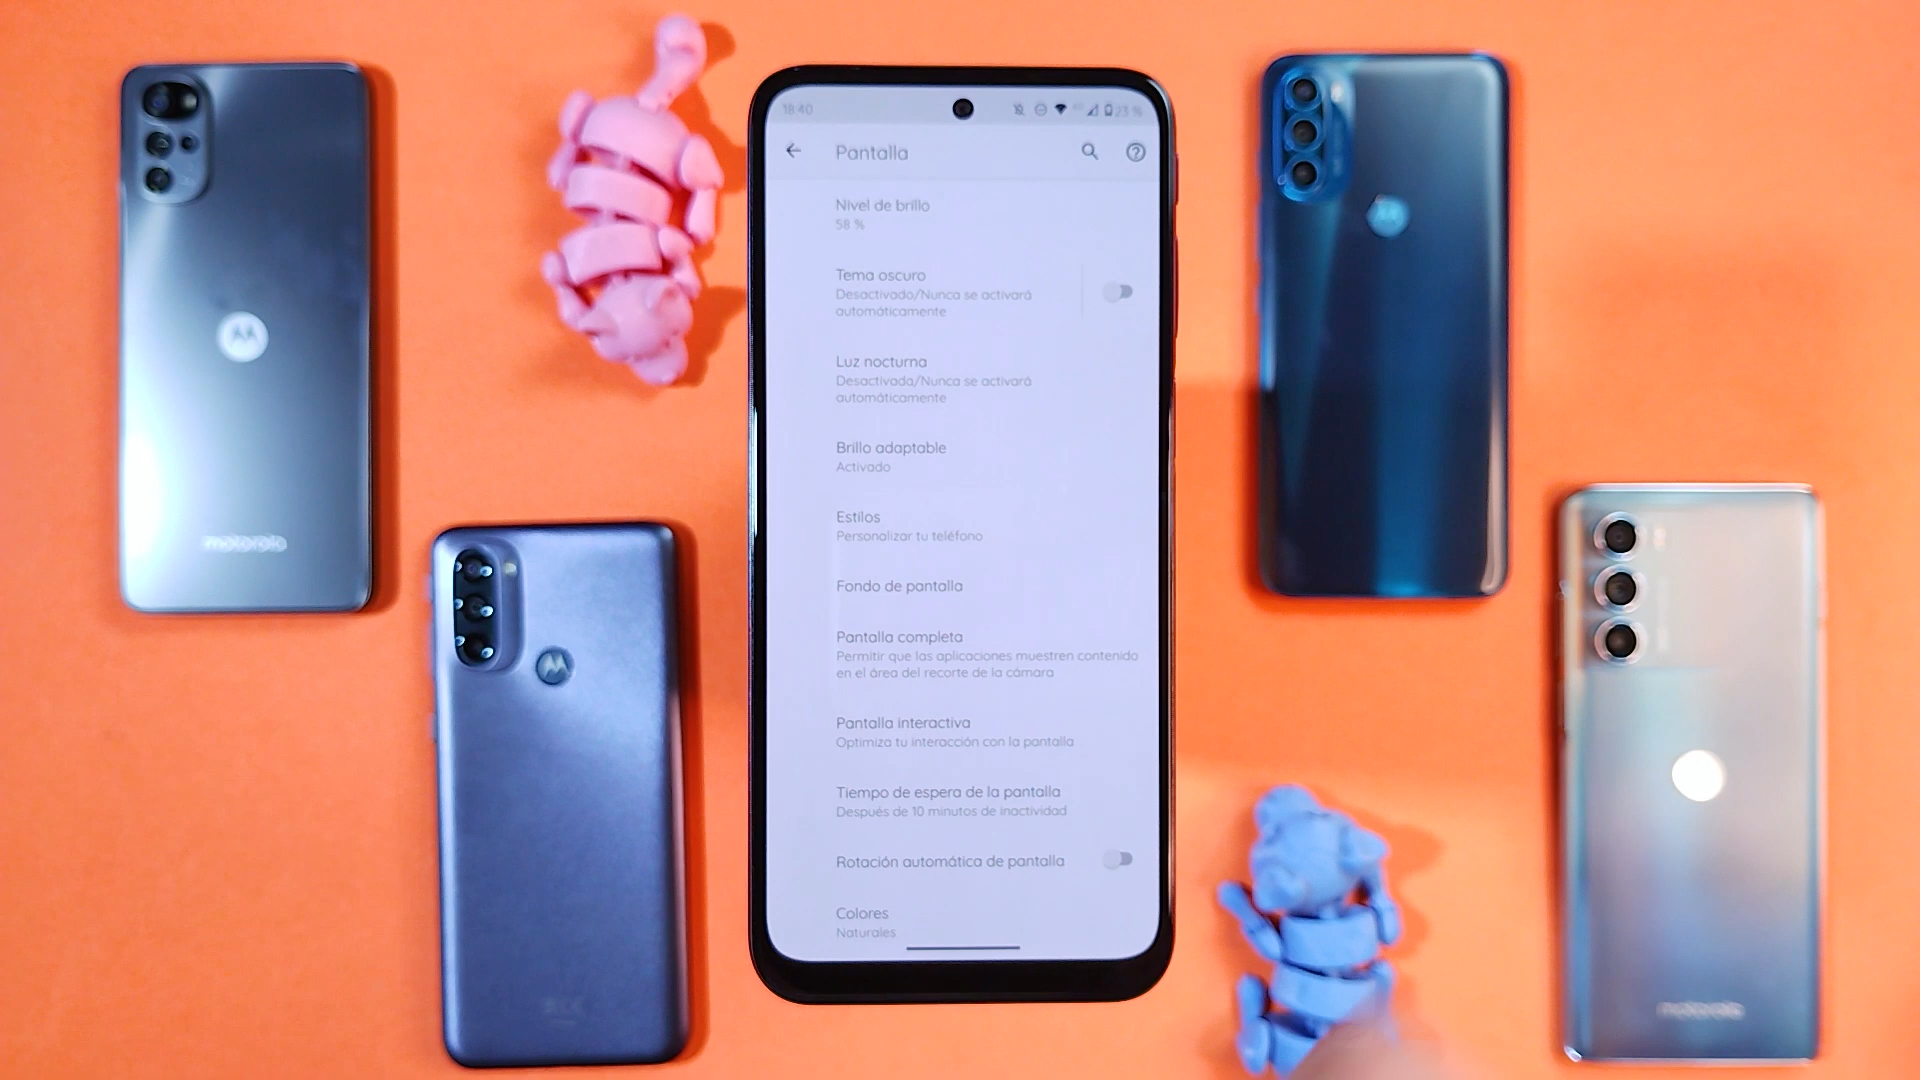 18:40
23 %
Pantalla
Nivel de brillo
58 %
Tema oscuro
Desactivado/Nunca se activará
automáticamente
Luz nocturna
Desactivada/Nunca se activará
automáticamente
Brillo adaptable
Activado
Estilos
Personalizar tu teléfono
Fondo de pantalla
Pantalla completa
Permitir que las aplicaciones muestren contenido
en el área del recorte de la cámara
Pantalla interactiva
Optimiza tu interacción con la pantalla
Tiempo de espera de la pantalla
Después de 10 minutos de inactividad
Rotación automática de pantalla
Colores
Naturales
motorola
motorola